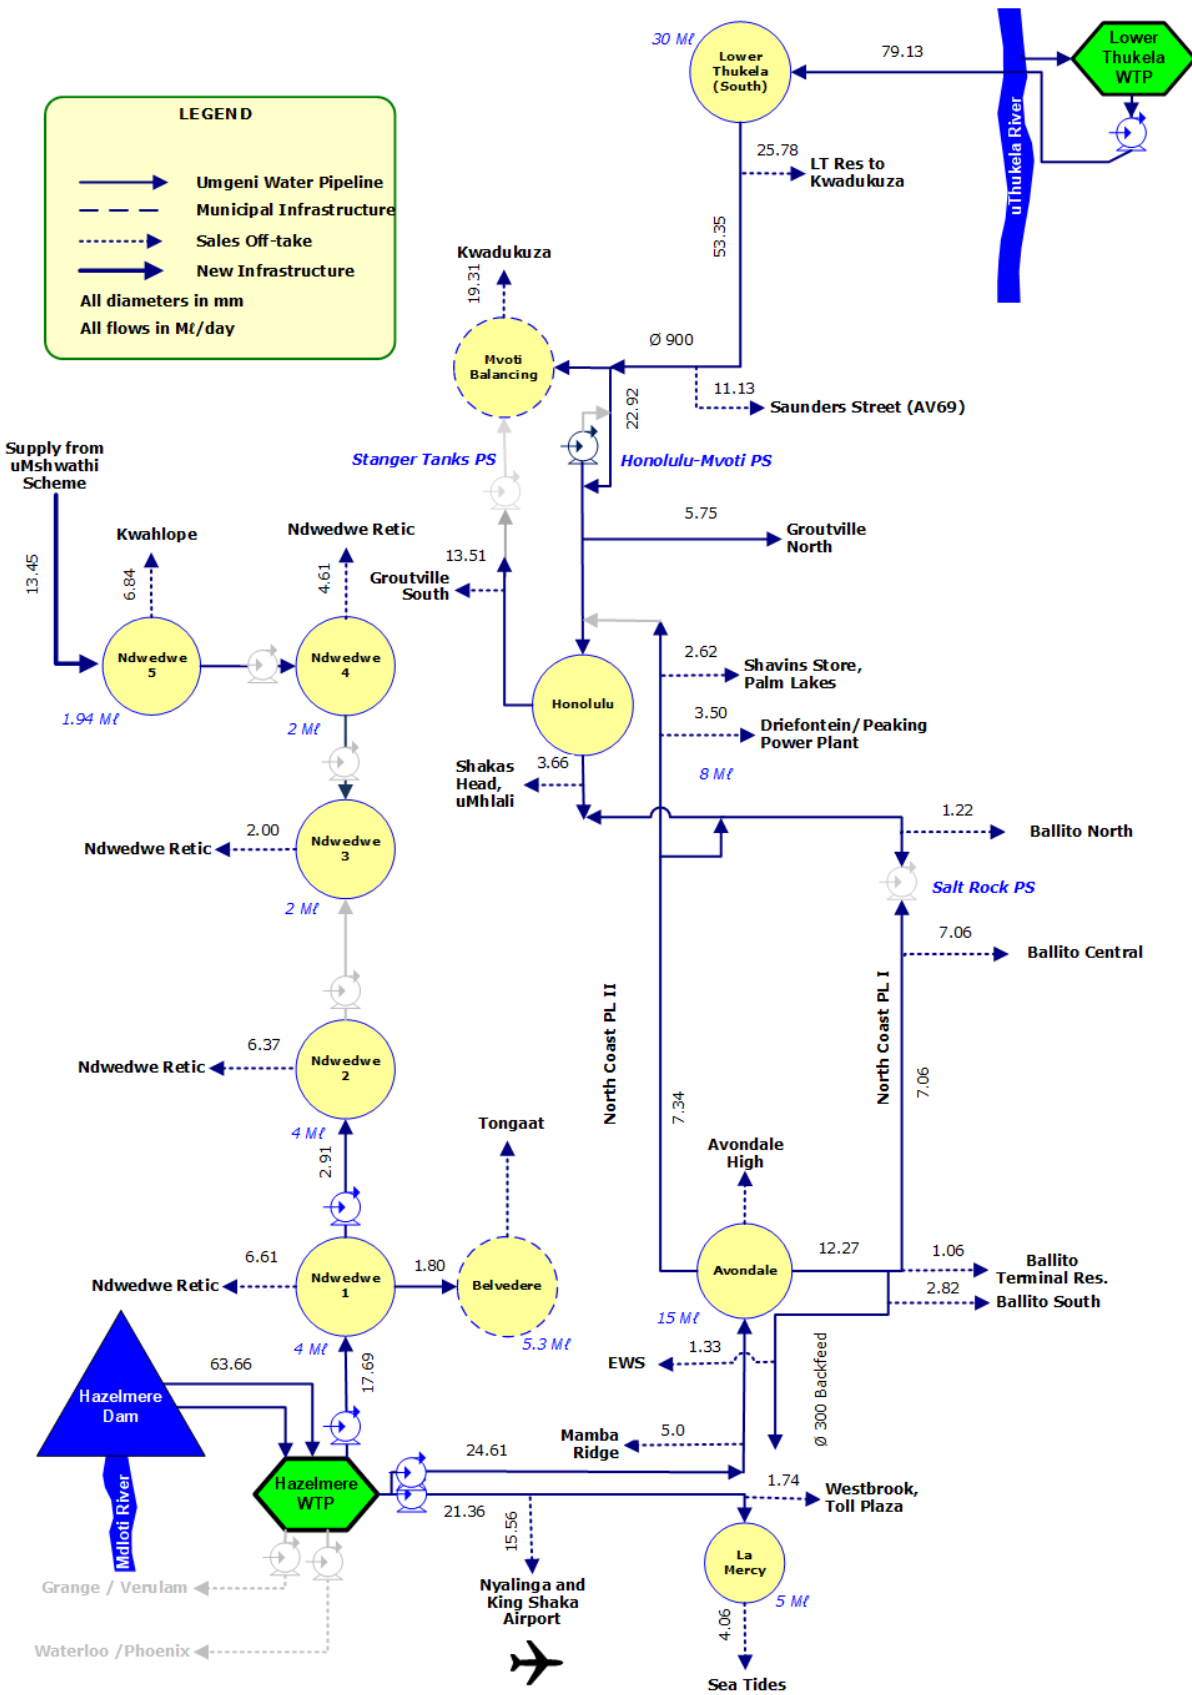 30 Mℓ
Lower
Thukela
(South)
79.13
Lower
Thukela
WTP
uThukela River
LEGEND
Umgeni Water Pipeline
Municipal Infrastructure
Sales Off-take
New Infrastructure
All diameters in mm
All flows in Mℓ/day
25.78
LT Res to
Kwadukuza
53.35
Kwadukuza
19.31
Mvoti
Balancing
Ø 900
22.92
11.13
Saunders Street (AV69)
Stanger Tanks PS
Honolulu-Mvoti PS
Supply from
uMshwathi
Scheme
13.45
Kwahlope
6.84
Ndwedwe Retic
4.61
13.51
Groutville
South
5.75
Groutville
North
Ndwedwe
5
1.94 Mℓ
Ndwedwe
4
2 Mℓ
Honolulu
2.62
Shavins Store,
Palm Lakes
3.50
Driefontein/Peaking
Power Plant
8 Mℓ
Shakas
Head,
uMhlali
3.66
1.22
Ballito North
Ndwedwe Retic
2.00
Ndwedwe
3
2 Mℓ
Salt Rock PS
7.06
Ballito Central
North Coast PL II
North Coast PL I
7.06
7.34
Ndwedwe Retic
6.37
Ndwedwe
2
4 Mℓ
2.91
Tongaat
Avondale
High
Ndwedwe Retic
6.61
Ndwedwe
1
4 Mℓ
1.80
Belvedere
5.3 Mℓ
Avondale
15 Mℓ
12.27
1.06
Ballito
Terminal Res.
2.82
Ballito South
EWS
1.33
Ø 300 Backfeed
Hazelmere
Dam
63.66
17.69
Mdloti River
Hazelmere
WTP
Mamba
Ridge
5.0
24.61
21.36
15.56
1.74
Westbrook,
Toll Plaza
La
Mercy
5 Mℓ
Grange / Verulam
Waterloo /Phoenix
Nyalinga and
King Shaka
Airport
4.06
Sea Tides